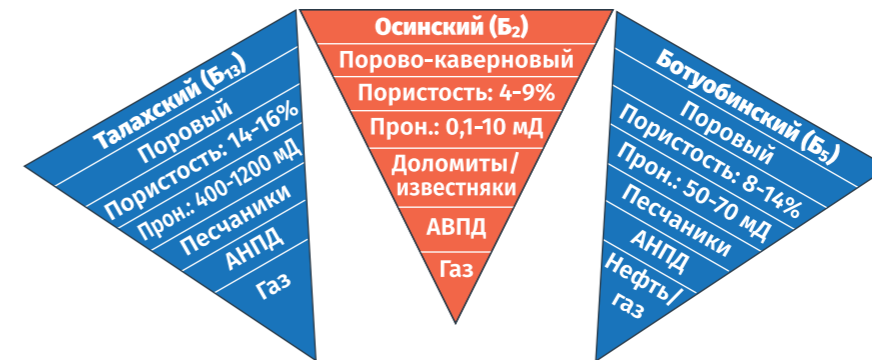 Талахский (Б₁₃)
Поровый
Пористость: 14-16%
Прон.: 400-1200 мД
Песчаники
АНПД
Газ
Осинский (Б₂)
Порово-каверновый
Пористость: 4-9%
Прон.: 0,1-10 мД
Доломиты/
известняки
АВПД
Газ
Ботуобинский (Б₅)
Поровый
Пористость: 8-14%
Прон.: 50-70 мД
Песчаники
АНПД
Нефть/
газ